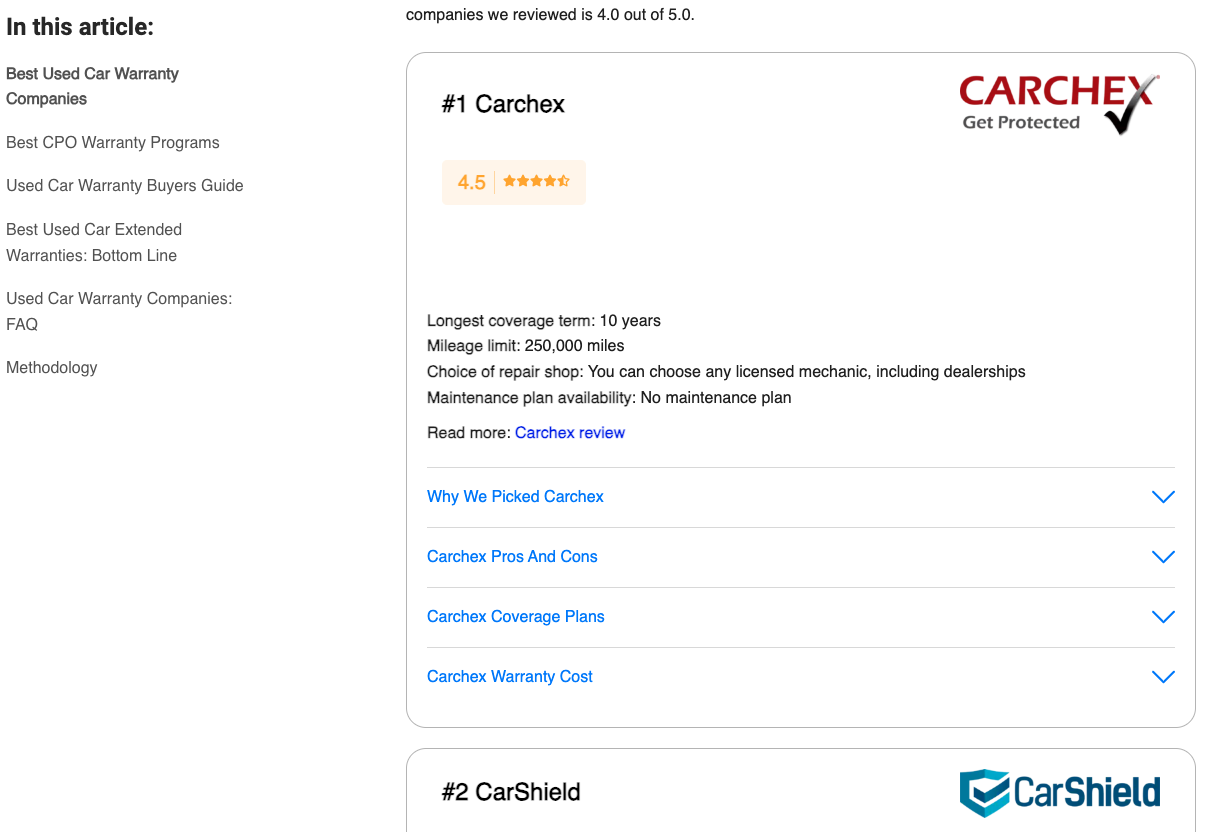 In this article:
Best Used Car Warranty
Companies
Best CPO Warranty Programs
Used Car Warranty Buyers Guide
Best Used Car Extended
Warranties: Bottom Line
Used Car Warranty Companies:
FAQ
Methodology
companies we reviewed is 4.0 out of 5.0.
#1 Carchex
CARCHEX
Get Protected
4.5
Longest coverage term: 10 years
Mileage limit: 250,000 miles
Choice of repair shop: You can choose any licensed mechanic, including dealerships
Maintenance plan availability: No maintenance plan
Read more: Carchex review
Why We Picked Carchex
Carchex Pros And Cons
Carchex Coverage Plans
Carchex Warranty Cost
#2 CarShield
CarShield